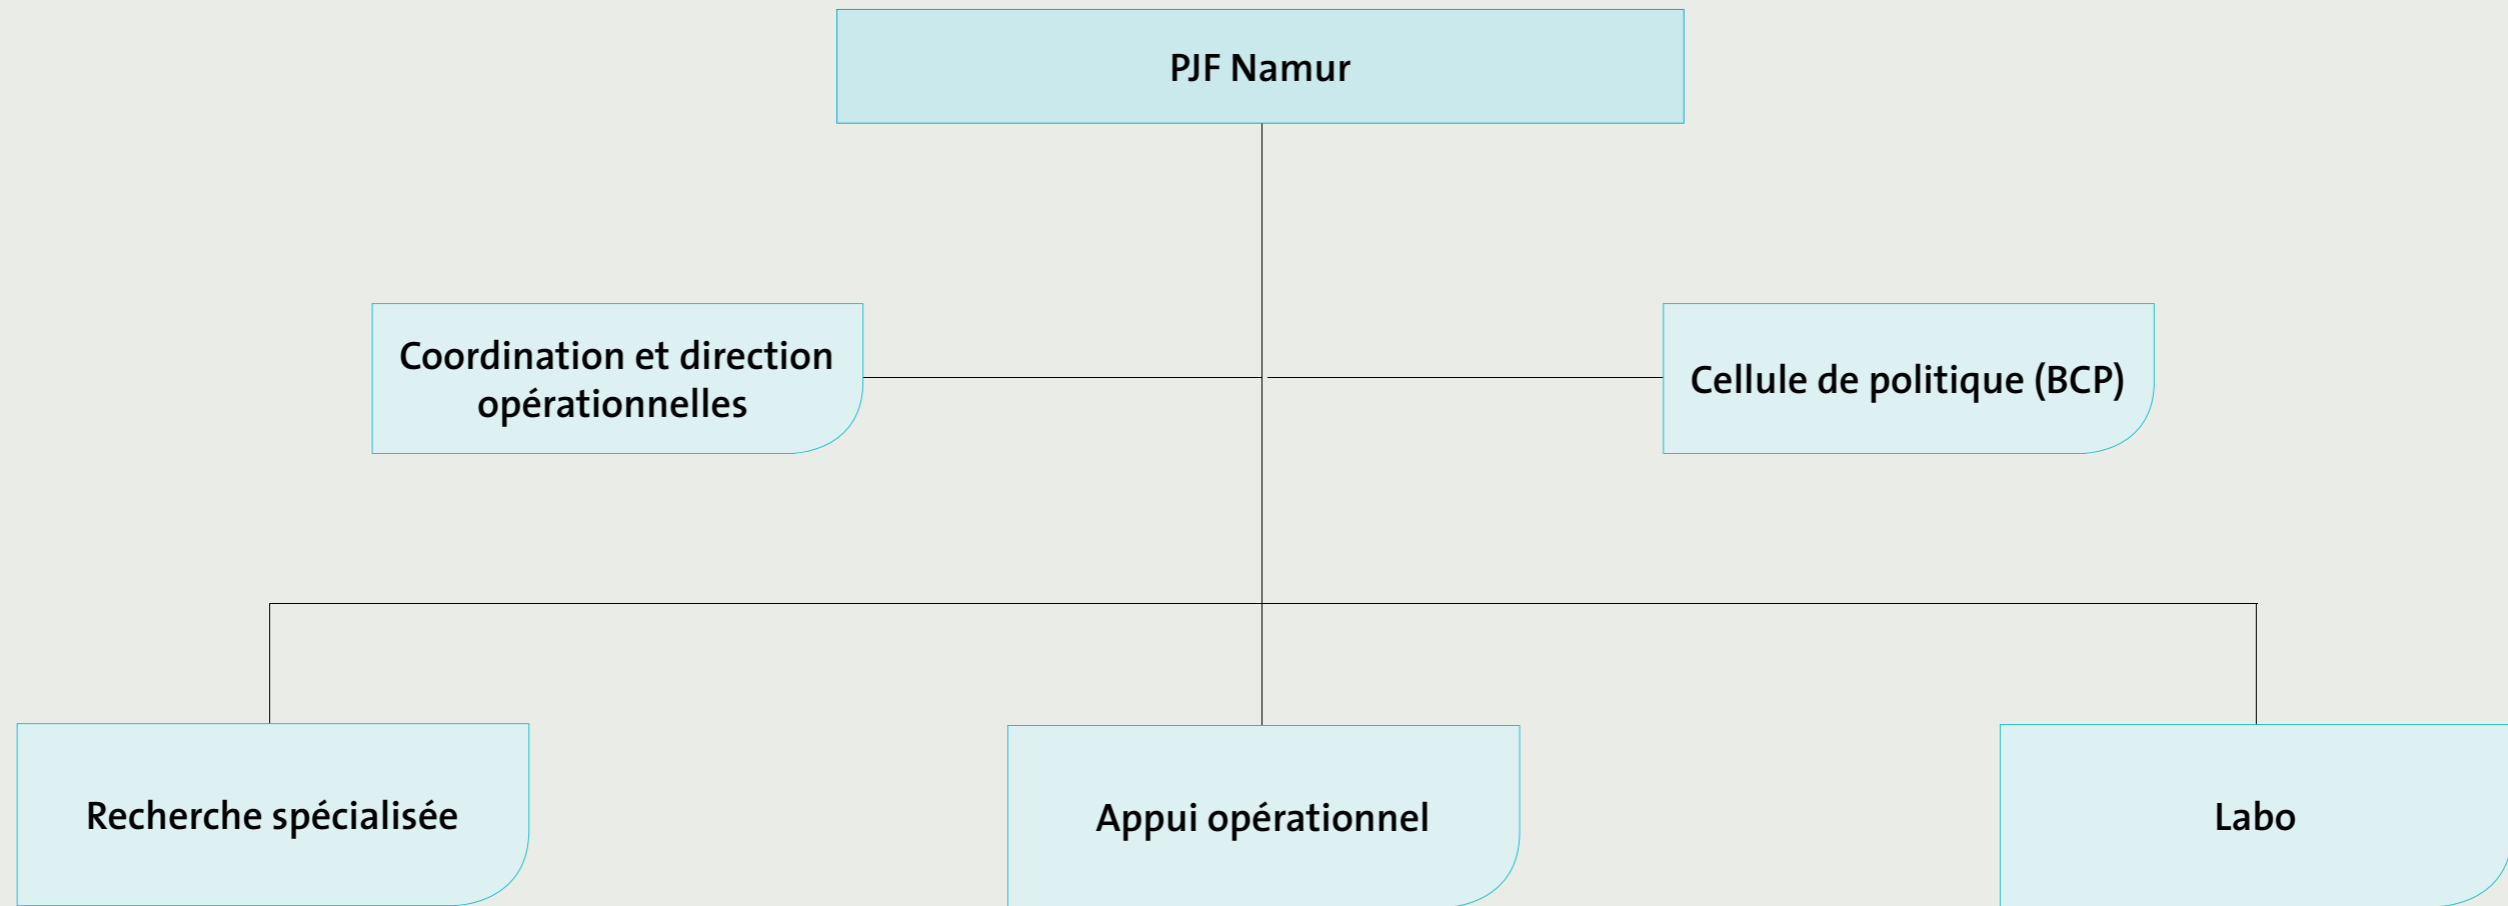 PJF Namur
Coordination et direction
opérationnelles
Cellule de politique (BCP)
Recherche spécialisée
Appui opérationnel
Labo